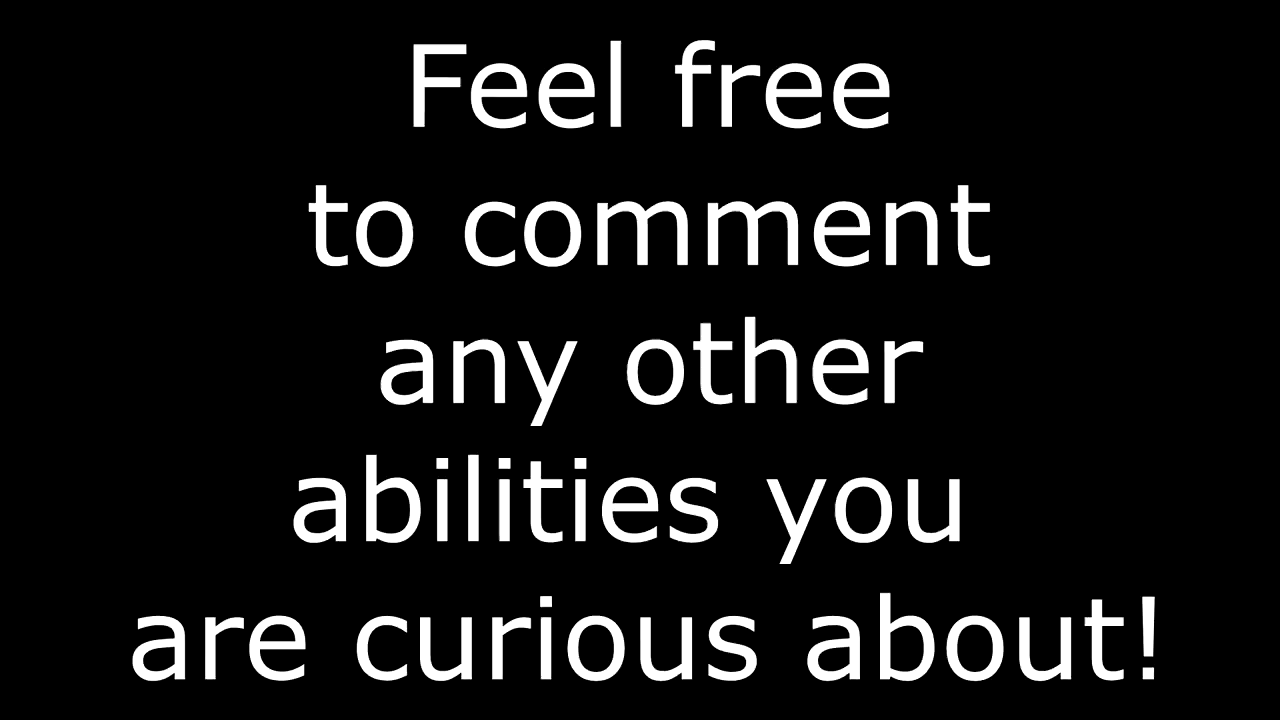 Feel free
to comment
any other
abilities you
are curious about!